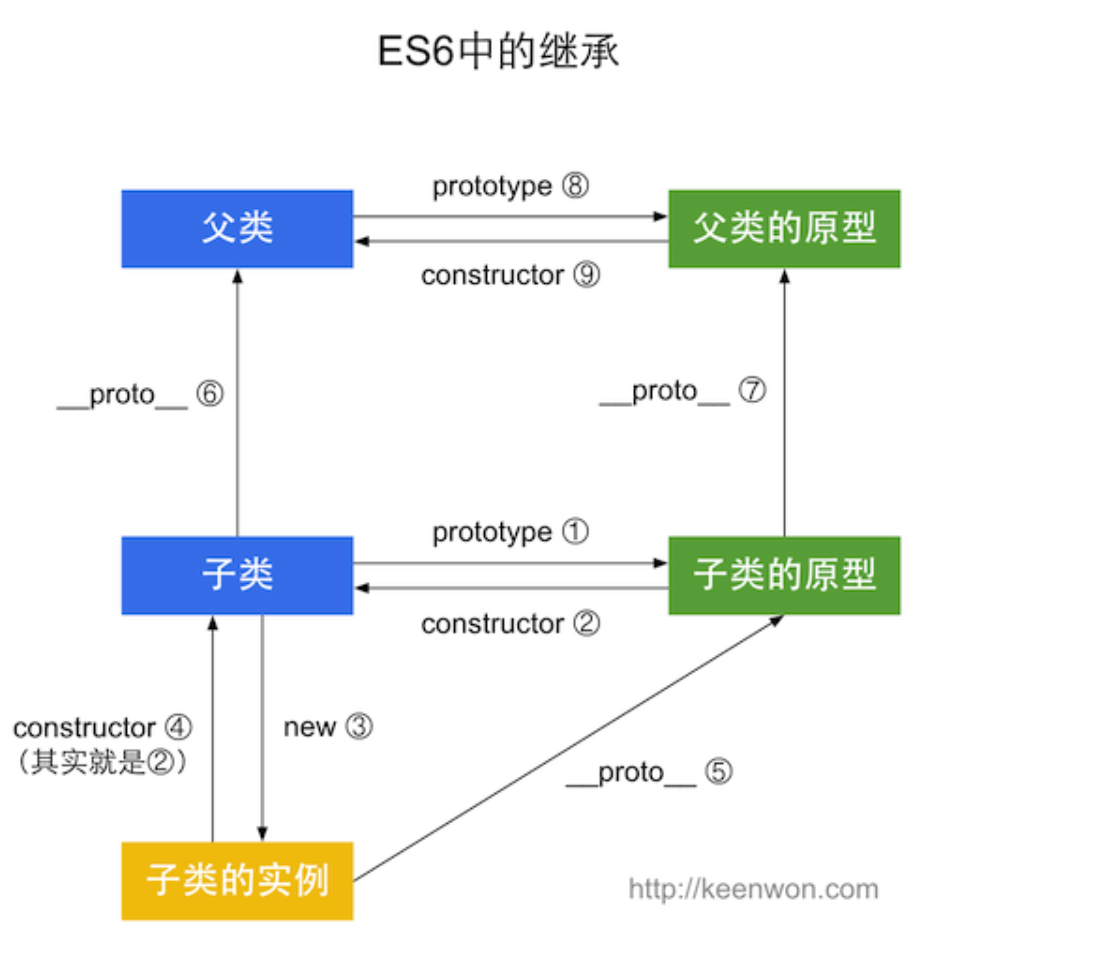 ES6中的继承
prototype ⑧
父类
父类的原型
constructor ⑨
__proto__ ⑥
__proto__ ⑦
prototype ①
子类
子类的原型
constructor ②
constructor ④
（其实就是②）
new ③
__proto__ ⑤
子类的实例
http://keenwon.com